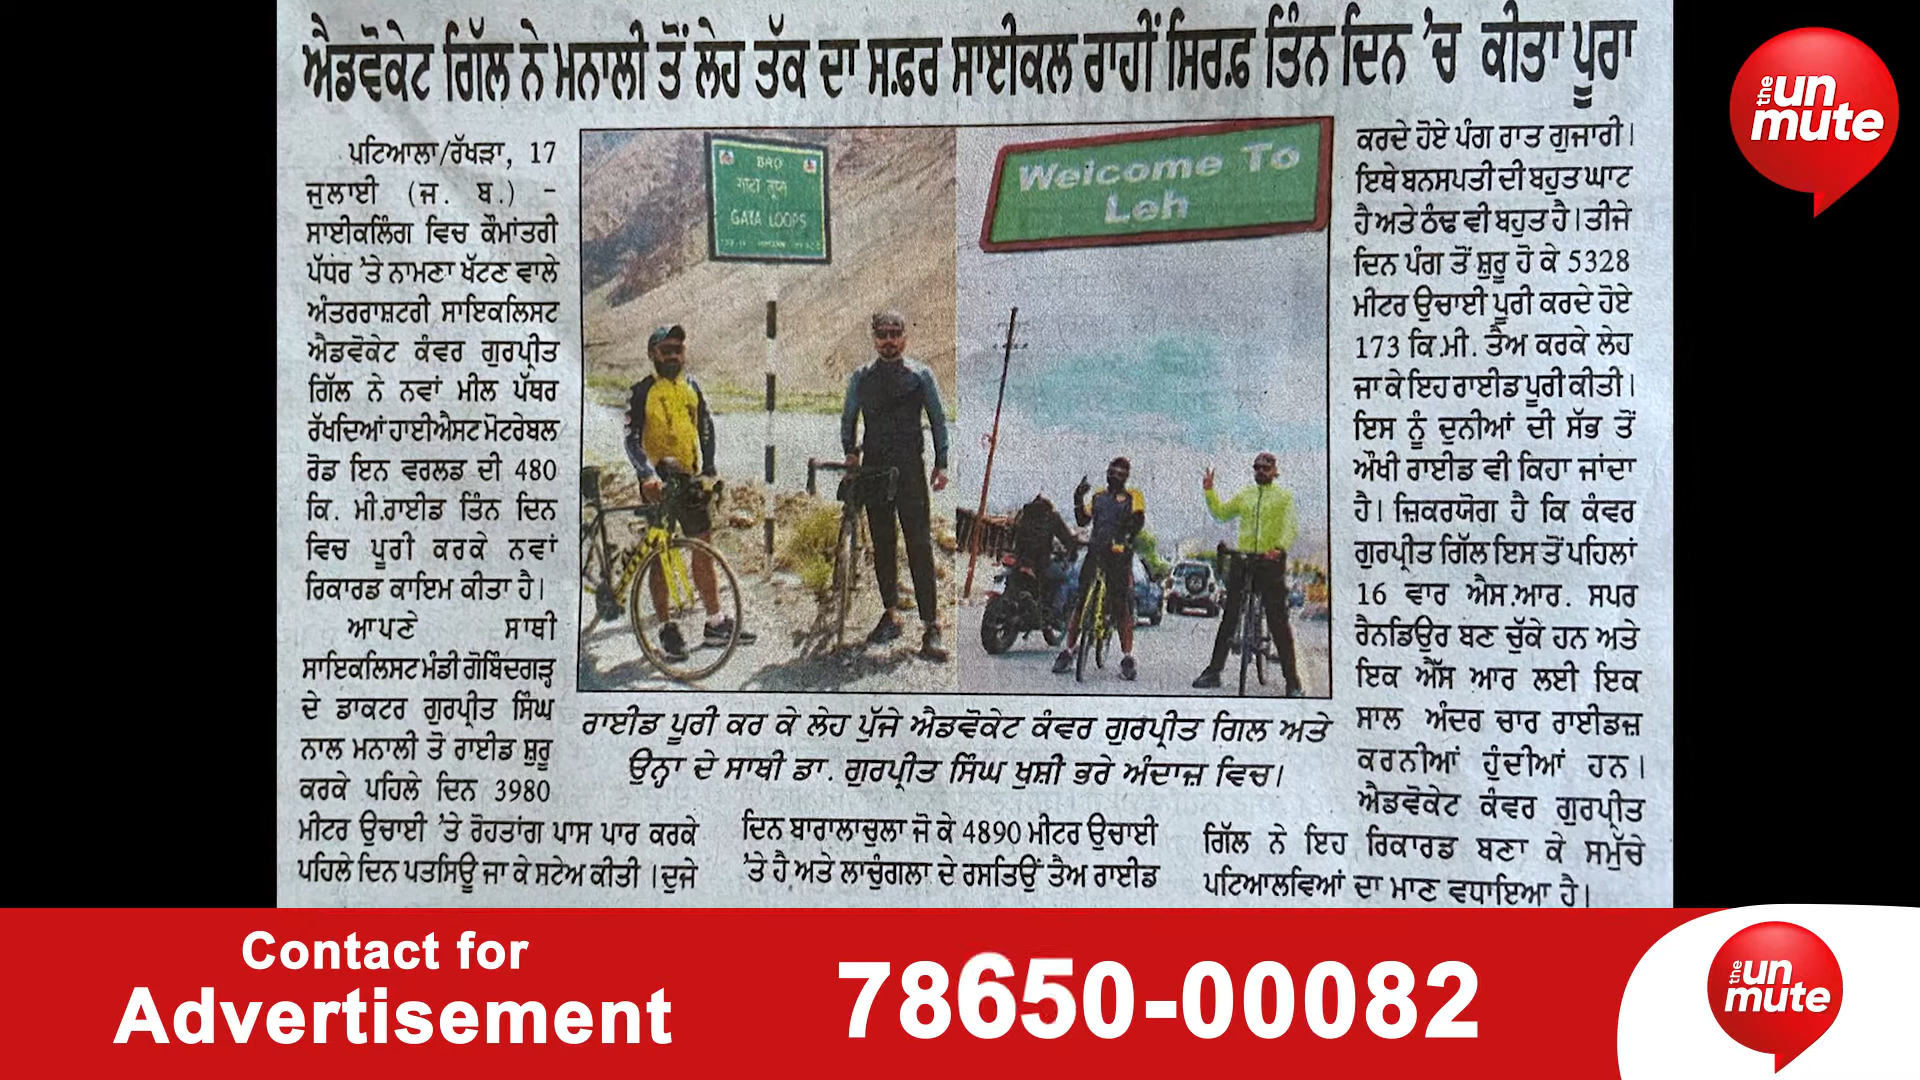 ਐਡਵੋਕੇਟ ਗਿੱਲ ਨੇ ਮਨਾਲੀ ਤੋਂ ਲੇਹ ਤੱਕ ਦਾ ਸਫ਼ਰ ਸਾਈਕਲ ਰਾਹੀਂ ਸਿਰਫ਼ ਤਿੰਨ ਦਿਨ 'ਚ ਕੀਤਾ ਪੂਰਾ
ਪਟਿਆਲਾ/ਰੱਖੜਾ, 17
ਜੁਲਾਈ (ਜ. ਬ.) -
ਸਾਈਕਲਿੰਗ ਵਿਚ ਕੌਮਾਂਤਰੀ
ਪੱਧਰ 'ਤੇ ਨਾਮਣਾ ਖੱਟਣ ਵਾਲੇ
ਅੰਤਰਰਾਸ਼ਟਰੀ ਸਾਇਕਲਿਸਟ
ਐਡਵੋਕੇਟ ਕੰਵਰ ਗੁਰਪ੍ਰੀਤ
ਗਿੱਲ ਨੇ ਨਵਾਂ ਮੀਲ ਪੱਥਰ
ਰੱਖਦਿਆਂ ਹਾਈਐਸਟ ਮੋਟਰੇਬਲ
ਰੋਡ ਇਨ ਵਰਲਡ ਦੀ 480
ਕਿ. ਮੀ.ਰਾਈਡ ਤਿੰਨ ਦਿਨ
ਵਿਚ ਪੂਰੀ ਕਰਕੇ ਨਵਾਂ
ਰਿਕਾਰਡ ਕਾਇਮ ਕੀਤਾ ਹੈ।
ਆਪਣੇ ਸਾਥੀ
ਸਾਇਕਲਿਸਟ ਮੰਡੀ ਗੋਬਿੰਦਗੜ੍ਹ
ਦੇ ਡਾਕਟਰ ਗੁਰਪ੍ਰੀਤ ਸਿੰਘ
ਨਾਲ ਮਨਾਲੀ ਤੋਂ ਰਾਈਡ ਸ਼ੁਰੂ
ਕਰਕੇ ਪਹਿਲੇ ਦਿਨ 3980
ਮੀਟਰ ਉਚਾਈ 'ਤੇ ਰੋਹਤਾਂਗ ਪਾਸ ਪਾਰ ਕਰਕੇ
ਪਹਿਲੇ ਦਿਨ ਪਤਸਿਊ ਜਾ ਕੇ ਸਟੇਅ ਕੀਤੀ ।ਦੂਜੇ
BRO
GATA LOOPS
Welcome To
Leh
ਰਾਈਡ ਪੂਰੀ ਕਰ ਕੇ ਲੇਹ ਪੁੱਜੇ ਐਡਵੋਕੇਟ ਕੰਵਰ ਗੁਰਪ੍ਰੀਤ ਗਿਲ ਅਤੇ
ਉਨ੍ਹਾ ਦੇ ਸਾਥੀ ਡਾ. ਗੁਰਪ੍ਰੀਤ ਸਿੰਘ ਖੁਸ਼ੀ ਭਰੇ ਅੰਦਾਜ਼ ਵਿਚ।
ਦਿਨ ਬਾਰਾਲਾਚੁਲਾ ਜੋ ਕੇ 4890 ਮੀਟਰ ਉਚਾਈ
'ਤੇ ਹੈ ਅਤੇ ਲਾਚੁੰਗਲਾ ਦੇ ਰਸਤਿਉਂ ਤੈਅ ਰਾਈਡ
ਕਰਦੇ ਹੋਏ ਪੰਗ ਰਾਤ ਗੁਜਾਰੀ।
ਇਥੇ ਬਨਸਪਤੀ ਦੀ ਬਹੁਤ ਘਾਟ
ਹੈ ਅਤੇ ਠੰਢ ਵੀ ਬਹੁਤ ਹੈ। ਤੀਜੇ
ਦਿਨ ਪੰਗ ਤੋਂ ਸ਼ੁਰੂ ਹੋ ਕੇ 5328
ਮੀਟਰ ਉਚਾਈ ਪੂਰੀ ਕਰਦੇ ਹੋਏ
173 ਕਿ.ਮੀ. ਤੈਅ ਕਰਕੇ ਲੇਹ
ਜਾ ਕੇ ਇਹ ਰਾਈਡ ਪੂਰੀ ਕੀਤੀ।
ਇਸ ਨੂੰ ਦੁਨੀਆਂ ਦੀ ਸੱਭ ਤੋਂ
ਔਖੀ ਰਾਈਡ ਵੀ ਕਿਹਾ ਜਾਂਦਾ
ਹੈ। ਜ਼ਿਕਰਯੋਗ ਹੈ ਕਿ ਕੰਵਰ
ਗੁਰਪ੍ਰੀਤ ਗਿੱਲ ਇਸ ਤੋਂ ਪਹਿਲਾਂ
16 ਵਾਰ ਐਸ.ਆਰ. ਸਪਰ
ਰੈਨਡਿਉਰ ਬਣ ਚੁੱਕੇ ਹਨ ਅਤੇ
ਇਕ ਐੱਸ ਆਰ ਲਈ ਇਕ
ਸਾਲ ਅੰਦਰ ਚਾਰ ਰਾਈਡਜ਼
ਕਰਨੀਆਂ ਹੁੰਦੀਆਂ ਹਨ।
ਐਡਵੋਕੇਟ ਕੰਵਰ ਗੁਰਪ੍ਰੀਤ
ਗਿੱਲ ਨੇ ਇਹ ਰਿਕਾਰਡ ਬਣਾ ਕੇ ਸਮੁੱਚੇ
ਪਟਿਆਲਵਿਆਂ ਦਾ ਮਾਣ ਵਧਾਇਆ ਹੈ।
the un mute
Contact for
Advertisement
78650-00082
the un mute